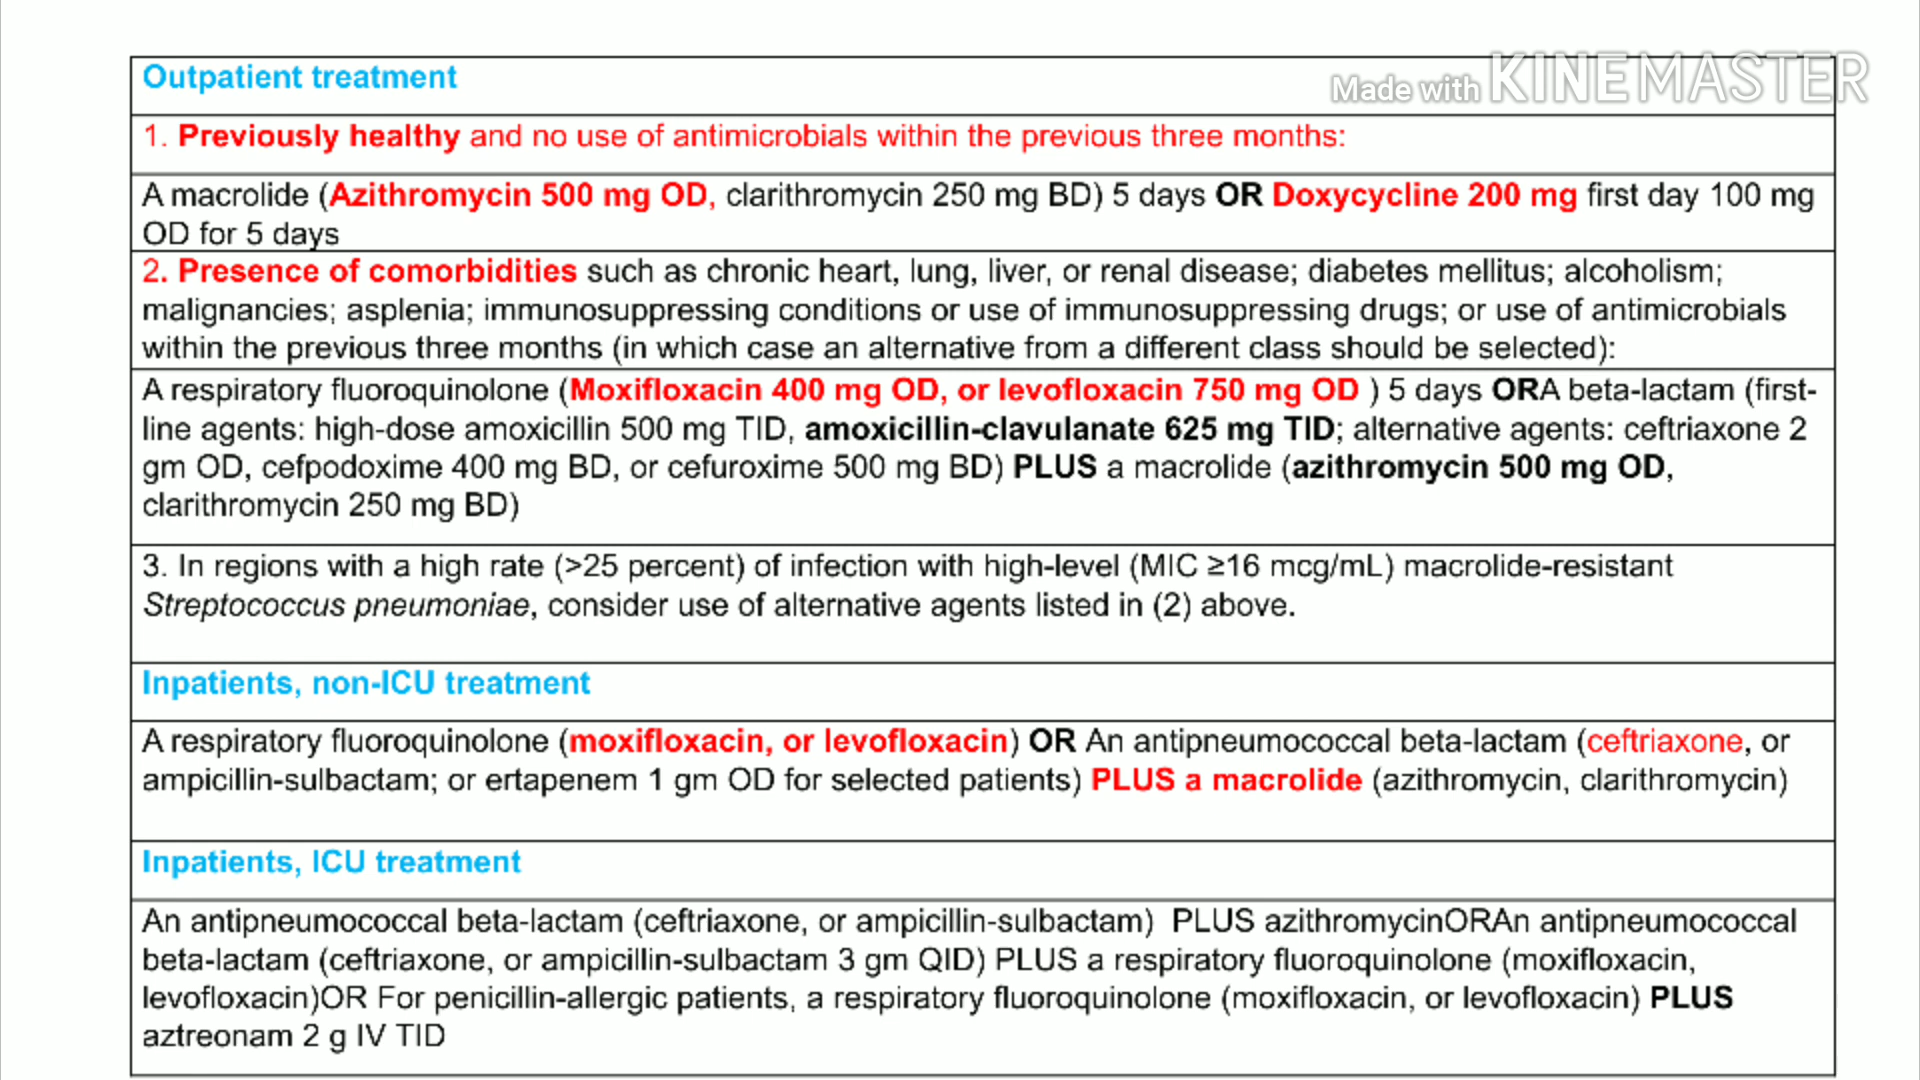 Outpatient treatment
Made with KINEMASTER
1. Previously healthy and no use of antimicrobials within the previous three months:
A macrolide (Azithromycin 500 mg OD, clarithromycin 250 mg BD) 5 days OR Doxycycline 200 mg first day 100 mg
OD for 5 days
2. Presence of comorbidities such as chronic heart, lung, liver, or renal disease; diabetes mellitus; alcoholism;
malignancies; asplenia; immunosuppressing conditions or use of immunosuppressing drugs; or use of antimicrobials
within the previous three months (in which case an alternative from a different class should be selected):
A respiratory fluoroquinolone (Moxifloxacin 400 mg OD, or levofloxacin 750 mg OD ) 5 days ORA beta-lactam (first-
line agents: high-dose amoxicillin 500 mg TID, amoxicillin-clavulanate 625 mg TID; alternative agents: ceftriaxone 2
gm OD, cefpodoxime 400 mg BD, or cefuroxime 500 mg BD) PLUS a macrolide (azithromycin 500 mg OD,
clarithromycin 250 mg BD)
3. In regions with a high rate (>25 percent) of infection with high-level (MIC ≥16 mcg/mL) macrolide-resistant
Streptococcus pneumoniae, consider use of alternative agents listed in (2) above.
Inpatients, non-ICU treatment
A respiratory fluoroquinolone (moxifloxacin, or levofloxacin) OR An antipneumococcal beta-lactam (ceftriaxone, or
ampicillin-sulbactam; or ertapenem 1 gm OD for selected patients) PLUS a macrolide (azithromycin, clarithromycin)
Inpatients, ICU treatment
An antipneumococcal beta-lactam (ceftriaxone, or ampicillin-sulbactam) PLUS azithromycinORAn antipneumococcal
beta-lactam (ceftriaxone, or ampicillin-sulbactam 3 gm QID) PLUS a respiratory fluoroquinolone (moxifloxacin,
levofloxacin)OR For penicillin-allergic patients, a respiratory fluoroquinolone (moxifloxacin, or levofloxacin) PLUS
aztreonam 2 g IV TID